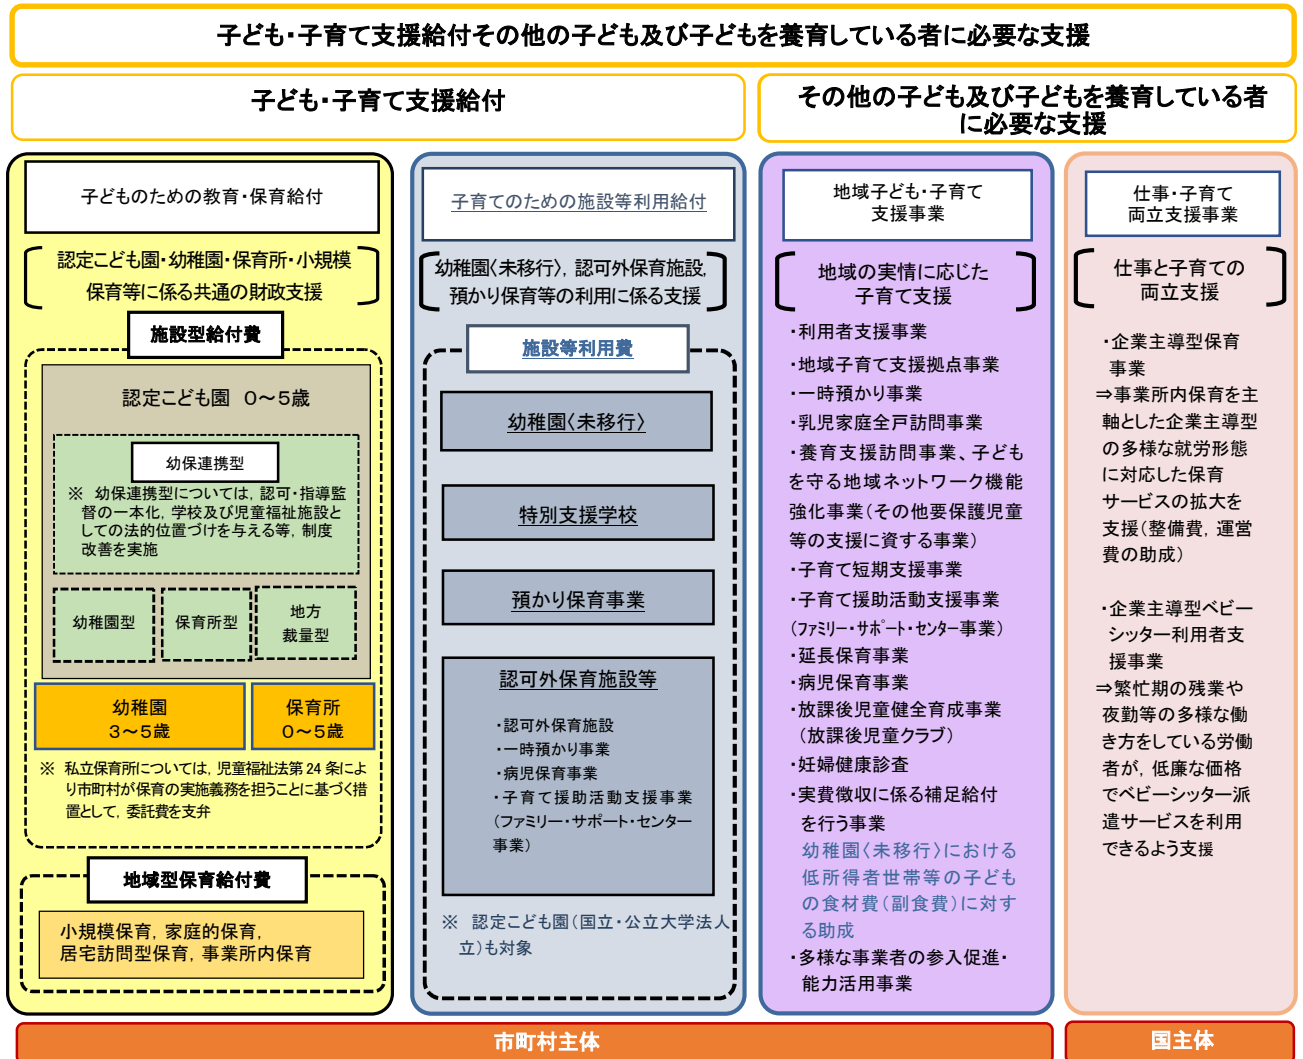 子ども・子育て支援給付その他の子ども及び子どもを養育している者に必要な支援
子ども・子育て支援給付
その他の子ども及び子どもを養育している者
に必要な支援
子どものための教育・保育給付
認定こども園・幼稚園・保育所・小規模
保育等に係る共通の財政支援
施設型給付費
認定こども園 0～5歳
幼保連携型
※ 幼保連携型については，認可・指導監
督の一本化，学校及び児童福祉施設と
しての法的位置づけを与える等，制度
改善を実施
幼稚園型
保育所型
地方
裁量型
幼稚園
3～5歳
保育所
0～5歳
※ 私立保育所については，児童福祉法第24条によ
り市町村が保育の実施義務を担うことに基づく措
置として，委託費を支弁
地域型保育給付費
小規模保育，家庭的保育，
居宅訪問型保育，事業所内保育
子育てのための施設等利用給付
幼稚園〈未移行〉，認可外保育施設，
預かり保育等の利用に係る支援
施設等利用費
幼稚園〈未移行〉
特別支援学校
預かり保育事業
認可外保育施設等
・認可外保育施設
・一時預かり事業
・病児保育事業
・子育て援助活動支援事業
（ファミリー・サポート・センター
事業）
※ 認定こども園（国立・公立大学法人
立）も対象
地域子ども・子育て
支援事業
地域の実情に応じた
子育て支援
・利用者支援事業
・地域子育て支援拠点事業
・一時預かり事業
・乳児家庭全戸訪問事業
・養育支援訪問事業、子ども
を守る地域ネットワーク機能
強化事業（その他要保護児童
等の支援に資する事業）
・子育て短期支援事業
・子育て援助活動支援事業
（ﾌｧﾐﾘｰ・ｻﾎﾟｰﾄ・ｾﾝﾀｰ事業）
・延長保育事業
・病児保育事業
・放課後児童健全育成事業
（放課後児童クラブ）
・妊婦健康診査
・実費徴収に係る補足給付
を行う事業
幼稚園〈未移行〉における
低所得者世帯等の子ども
の食材費（副食費）に対す
る助成
・多様な事業者の参入促進・
能力活用事業
仕事・子育て
両立支援事業
仕事と子育ての
両立支援
・企業主導型保育
事業
⇒事業所内保育を主
軸とした企業主導型
の多様な就労形態
に対応した保育
サービスの拡大を
支援（整備費，運営
費の助成）
・企業主導型ベビー
シッター利用者支
援事業
⇒繁忙期の残業や
夜勤等の多様な働
き方をしている労働
者が，低廉な価格
でベビーシッター派
遣サービスを利用
できるよう支援
市町村主体
国主体